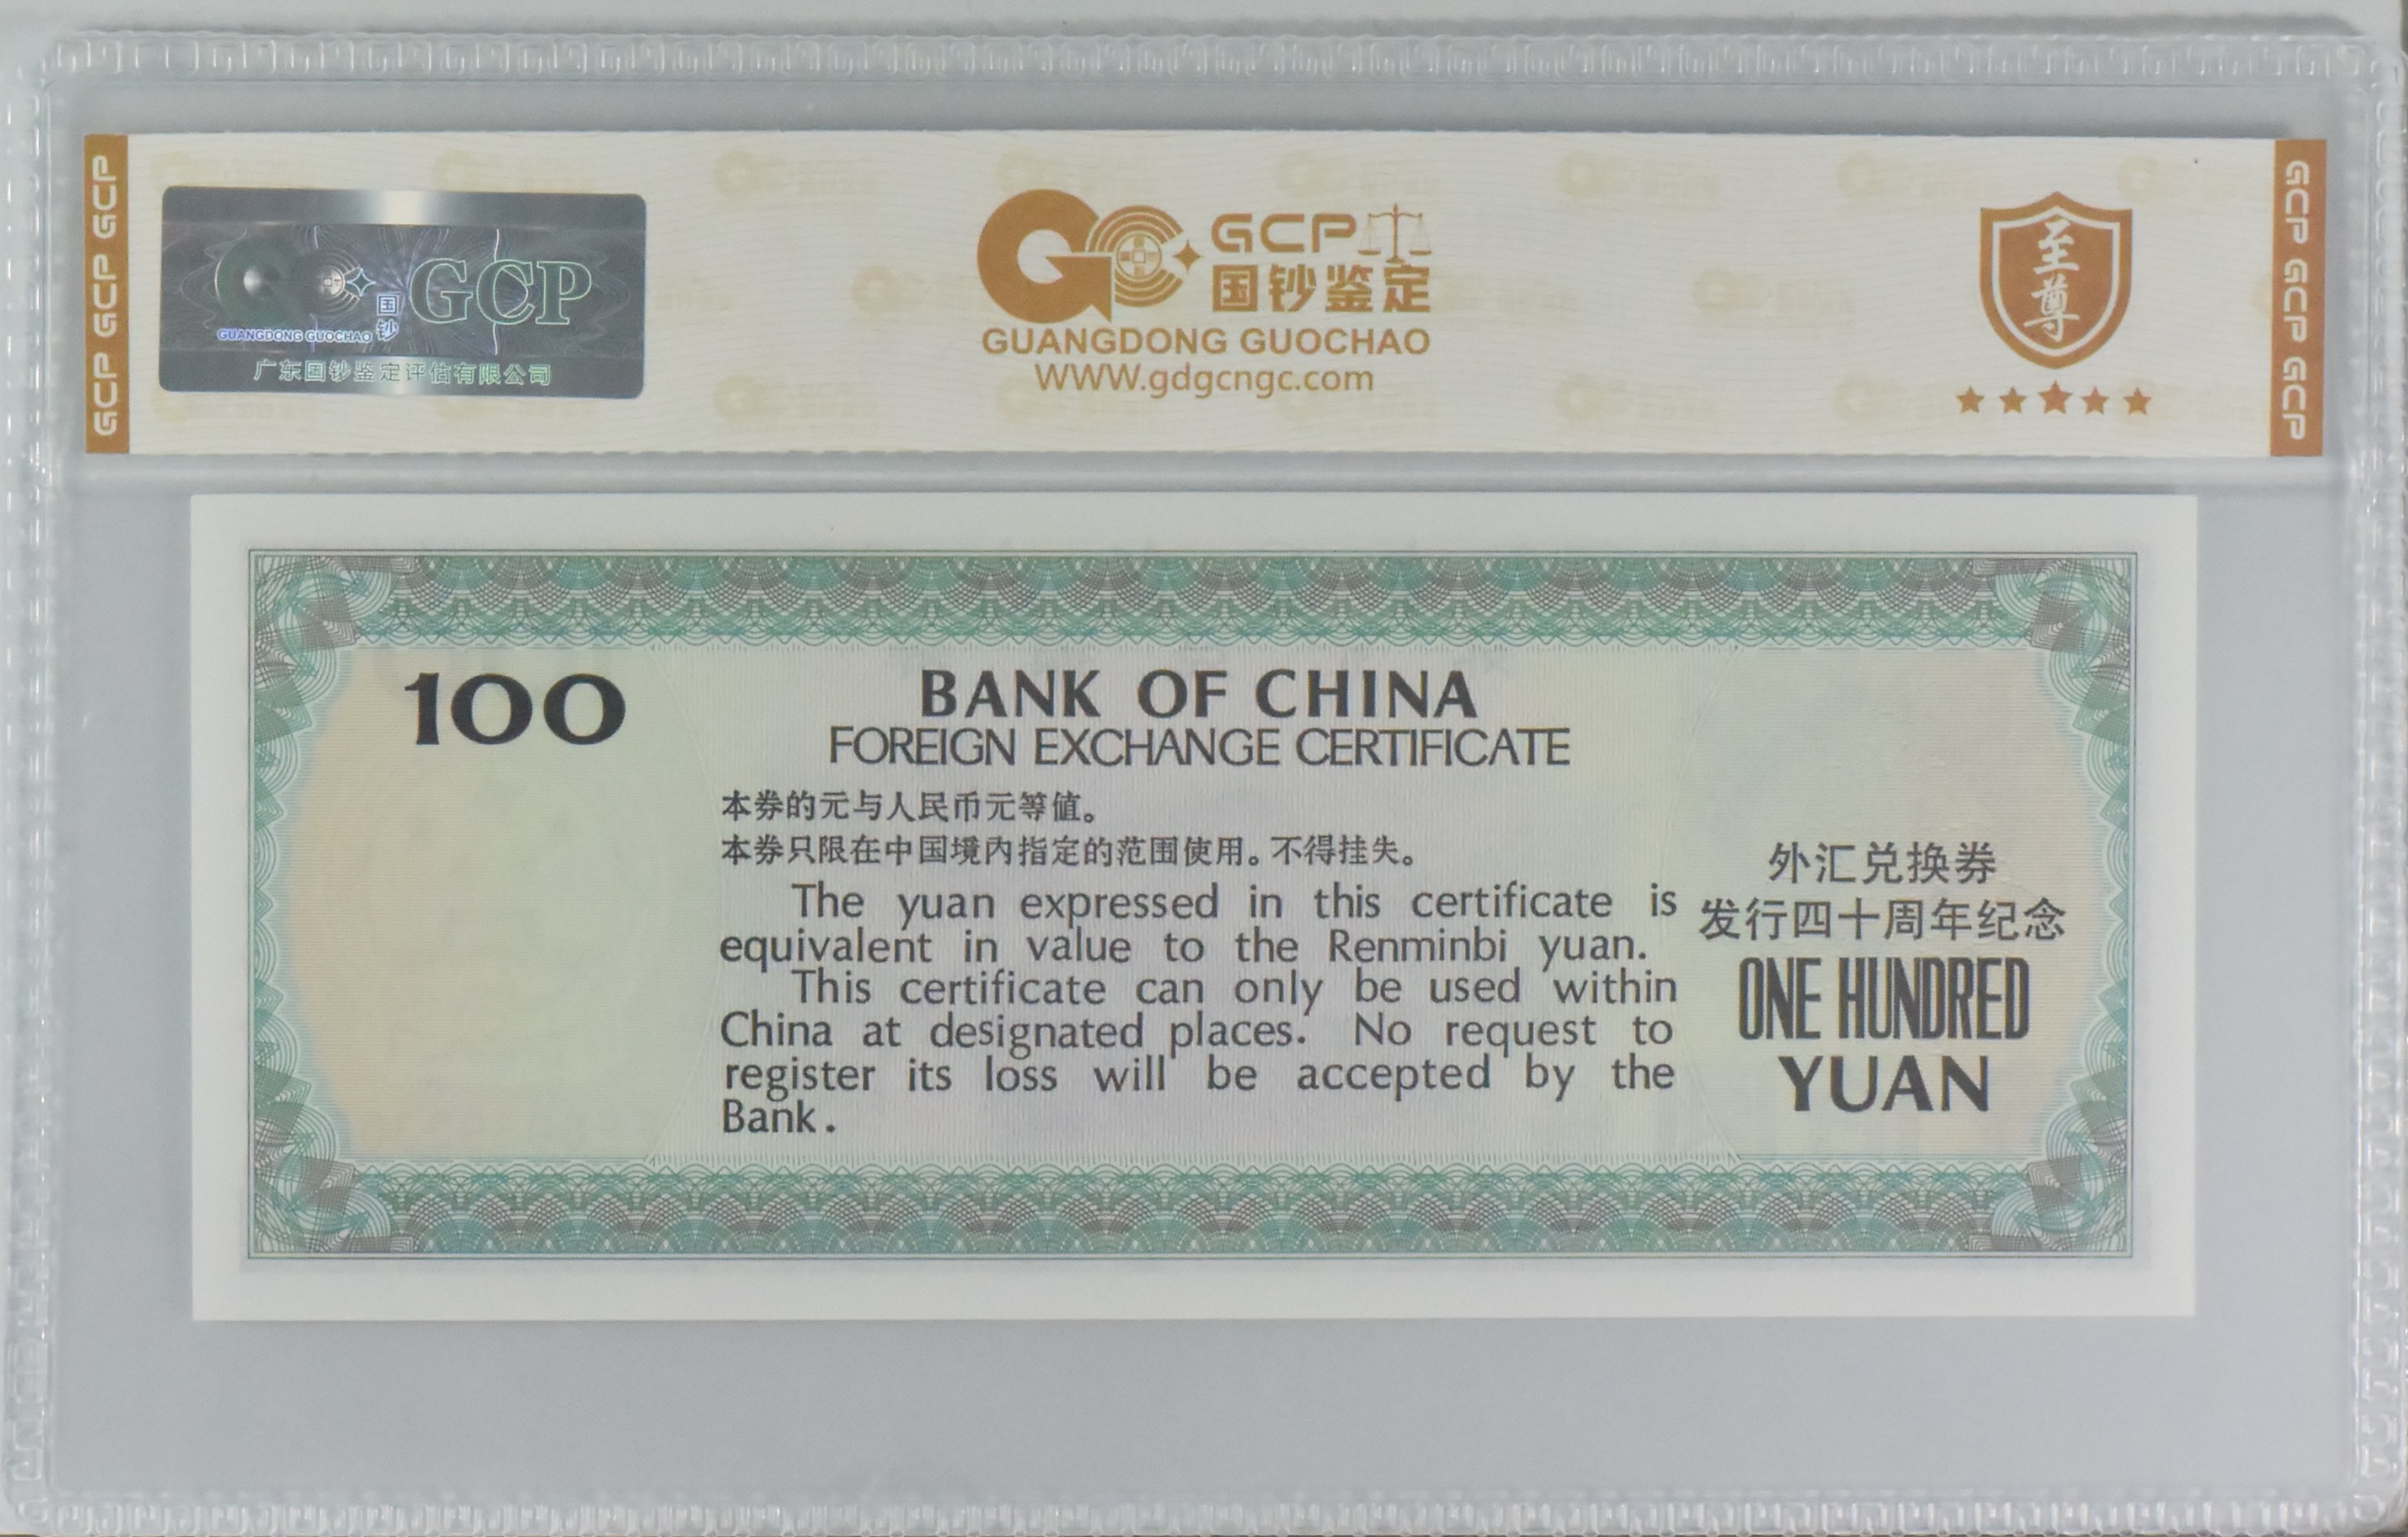 GCP GCP GCP
GCP
国
钞
GUANGDONG GUOCHAO
广东国钞鉴定评估有限公司
GCP
国钞鉴定
GUANGDONG GUOCHAO
WWW.gdgcngc.com
至
尊
GCP GCP GCP
100
BANK OF CHINA
FOREIGN EXCHANGE CERTIFICATE
本券的元与人民币元等値。
本券只限在中国境内指定的范围使用。不得挂失。
The yuan expressed in this certificate is
equivalent in value to the Renminbi yuan.
This certificate can only be used within
China at designated places. No request to
register its loss will be accepted by the
Bank.
外汇兑换券
发行四十周年纪念
ONE HUNDRED
YUAN